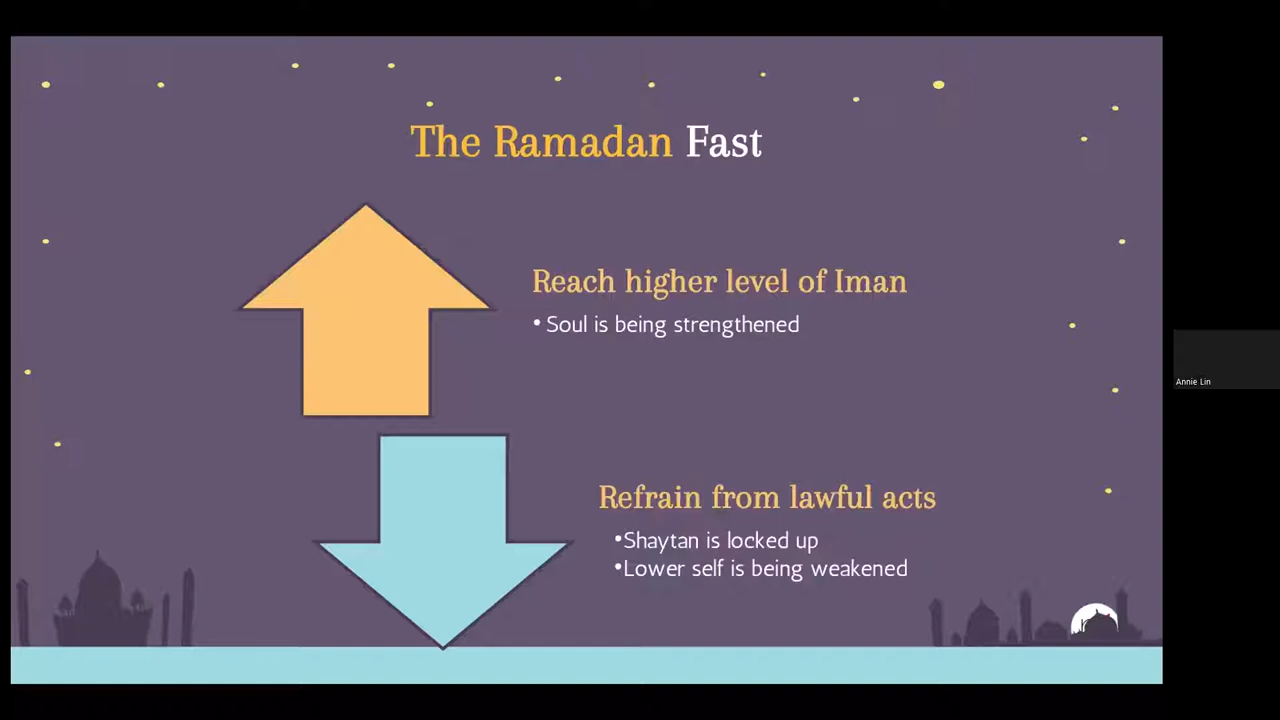 The Ramadan Fast
Reach higher level of Iman
• Soul is being strengthened
Annie Lin
Refrain from lawful acts
•Shaytan is locked up
•Lower self is being weakened